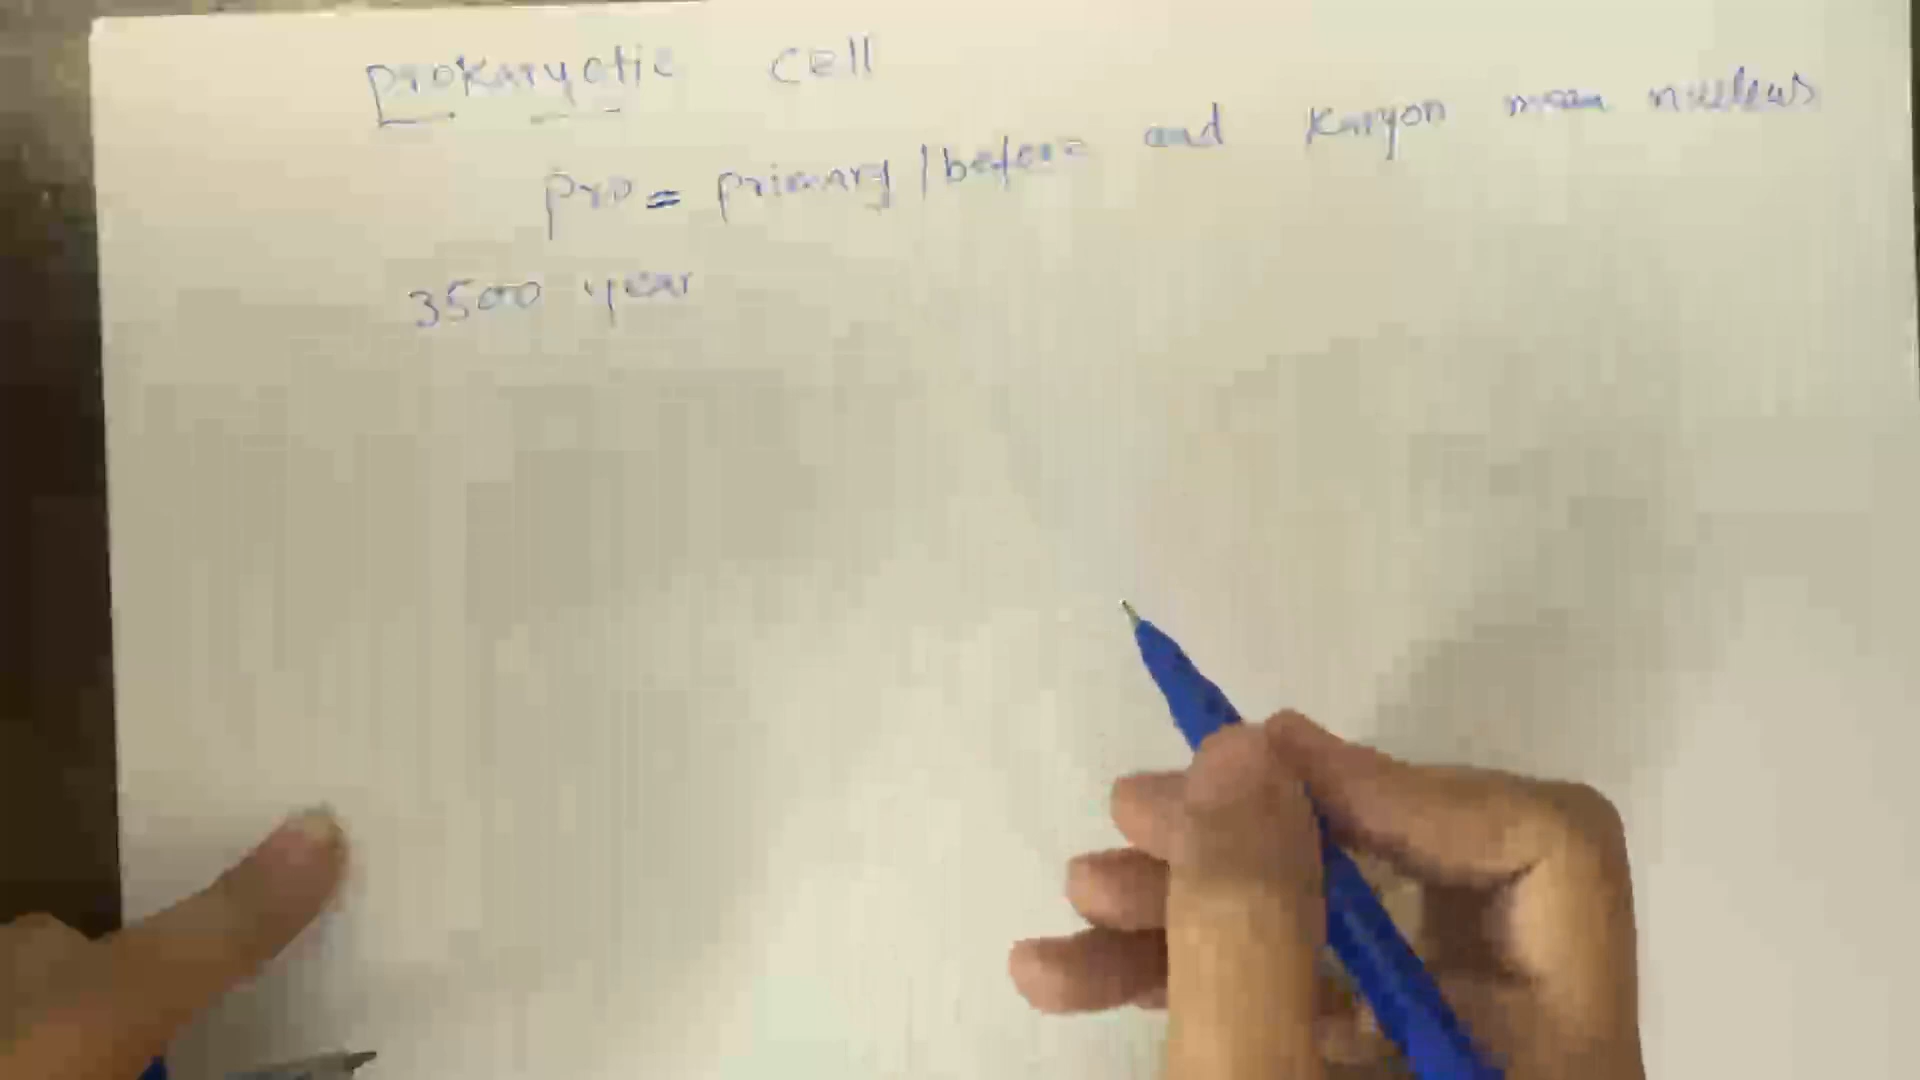 Prokaryotic cell
pro = primary / before and Karyon mean nucleus
3500 year